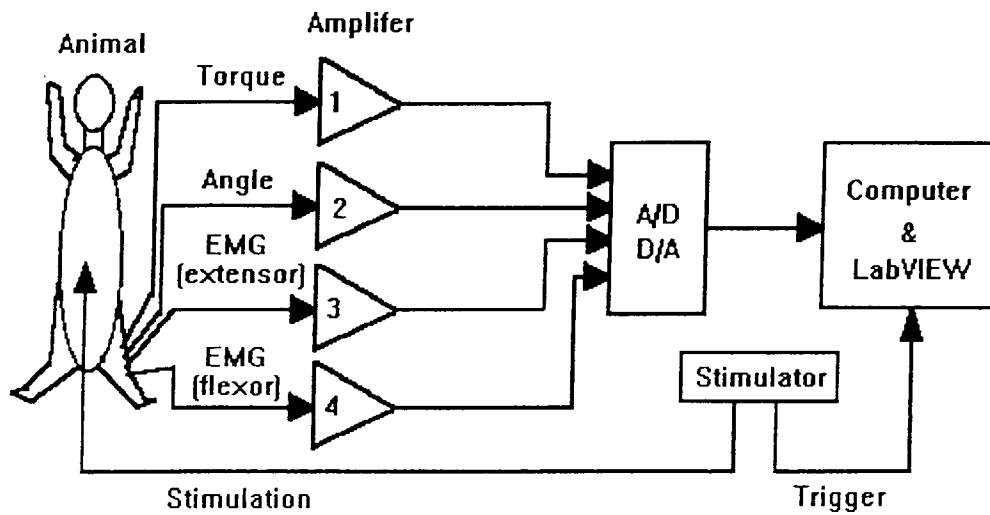 Amplifer
Animal
Torque
1
Angle
2
EMG
(extensor)
3
EMG
(flexor)
4
A/D
D/A
Computer
&
LabVIEW
Stimulator
Stimulation
Trigger